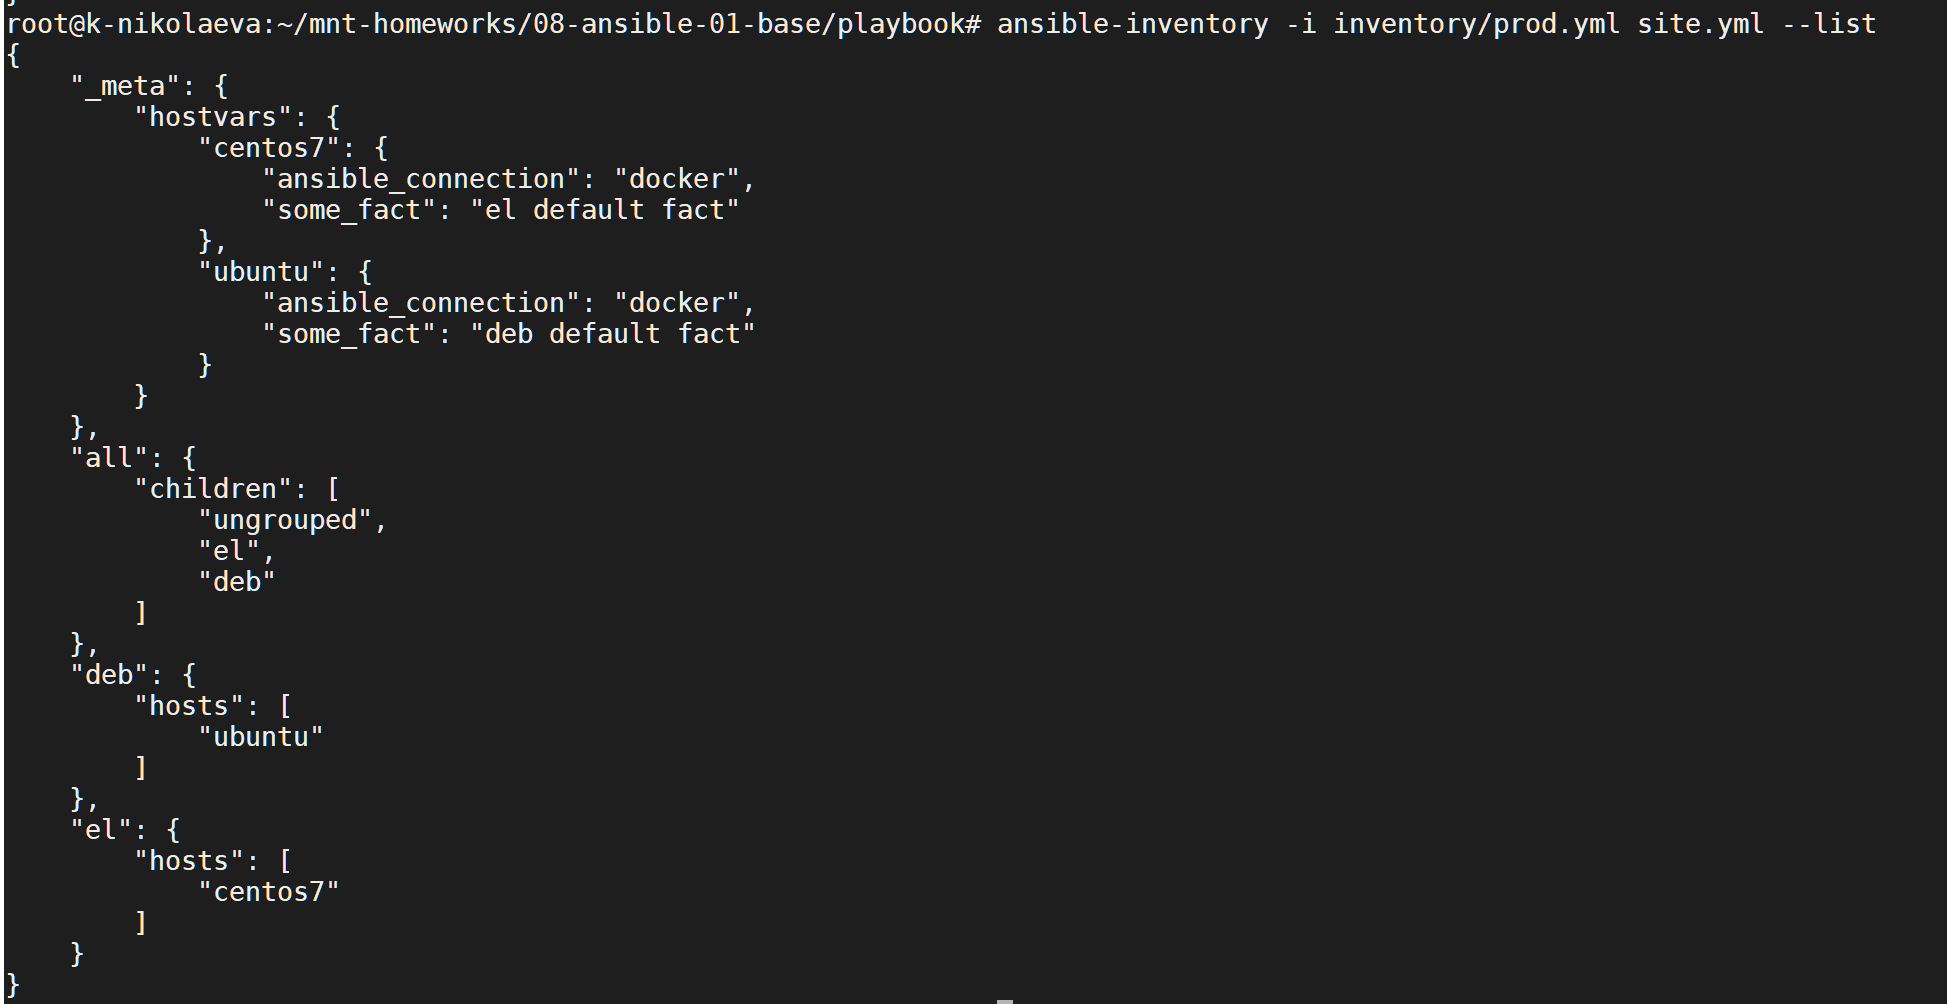 root@k-nikolaeva:~/mnt-homeworks/08-ansible-01-base/playbook# ansible-inventory -i inventory/prod.yml site.yml --list
{
    "_meta": {
        "hostvars": {
            "centos7": {
                "ansible_connection": "docker",
                "some_fact": "el default fact"
            },
            "ubuntu": {
                "ansible_connection": "docker",
                "some_fact": "deb default fact"
            }
        }
    },
    "all": {
        "children": [
            "ungrouped",
            "el",
            "deb"
        ]
    },
    "deb": {
        "hosts": [
            "ubuntu"
        ]
    },
    "el": {
        "hosts": [
            "centos7"
        ]
    }
}